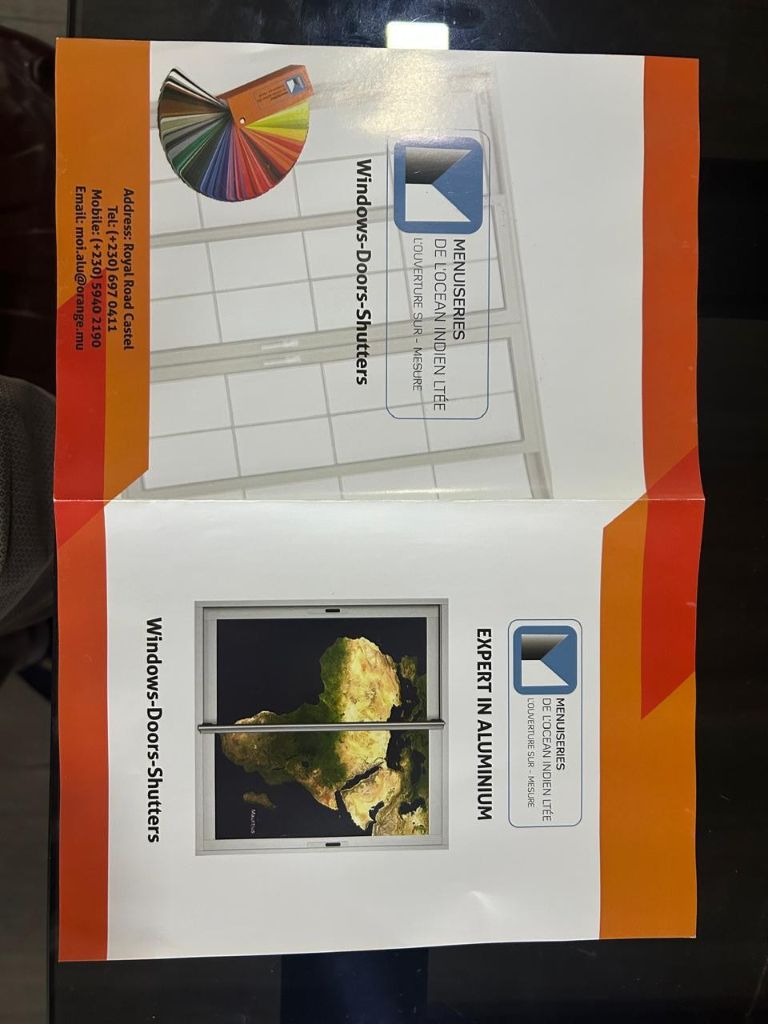 MENUISERIES
DE L'OCEAN INDIEN LTÉE
L'OUVERTURE SUR - MESURE
Windows-Doors-Shutters
Address: Royal Road Castel
Tel: (+230) 697 0411
Mobile: (+230) 5940 2190
Email: moi.alu@orange.mu
MENUISERIES
DE L'OCEAN INDIEN LTÉE
L'OUVERTURE SUR - MESURE
EXPERT IN ALUMINIUM
Mauritius
Windows-Doors-Shutters